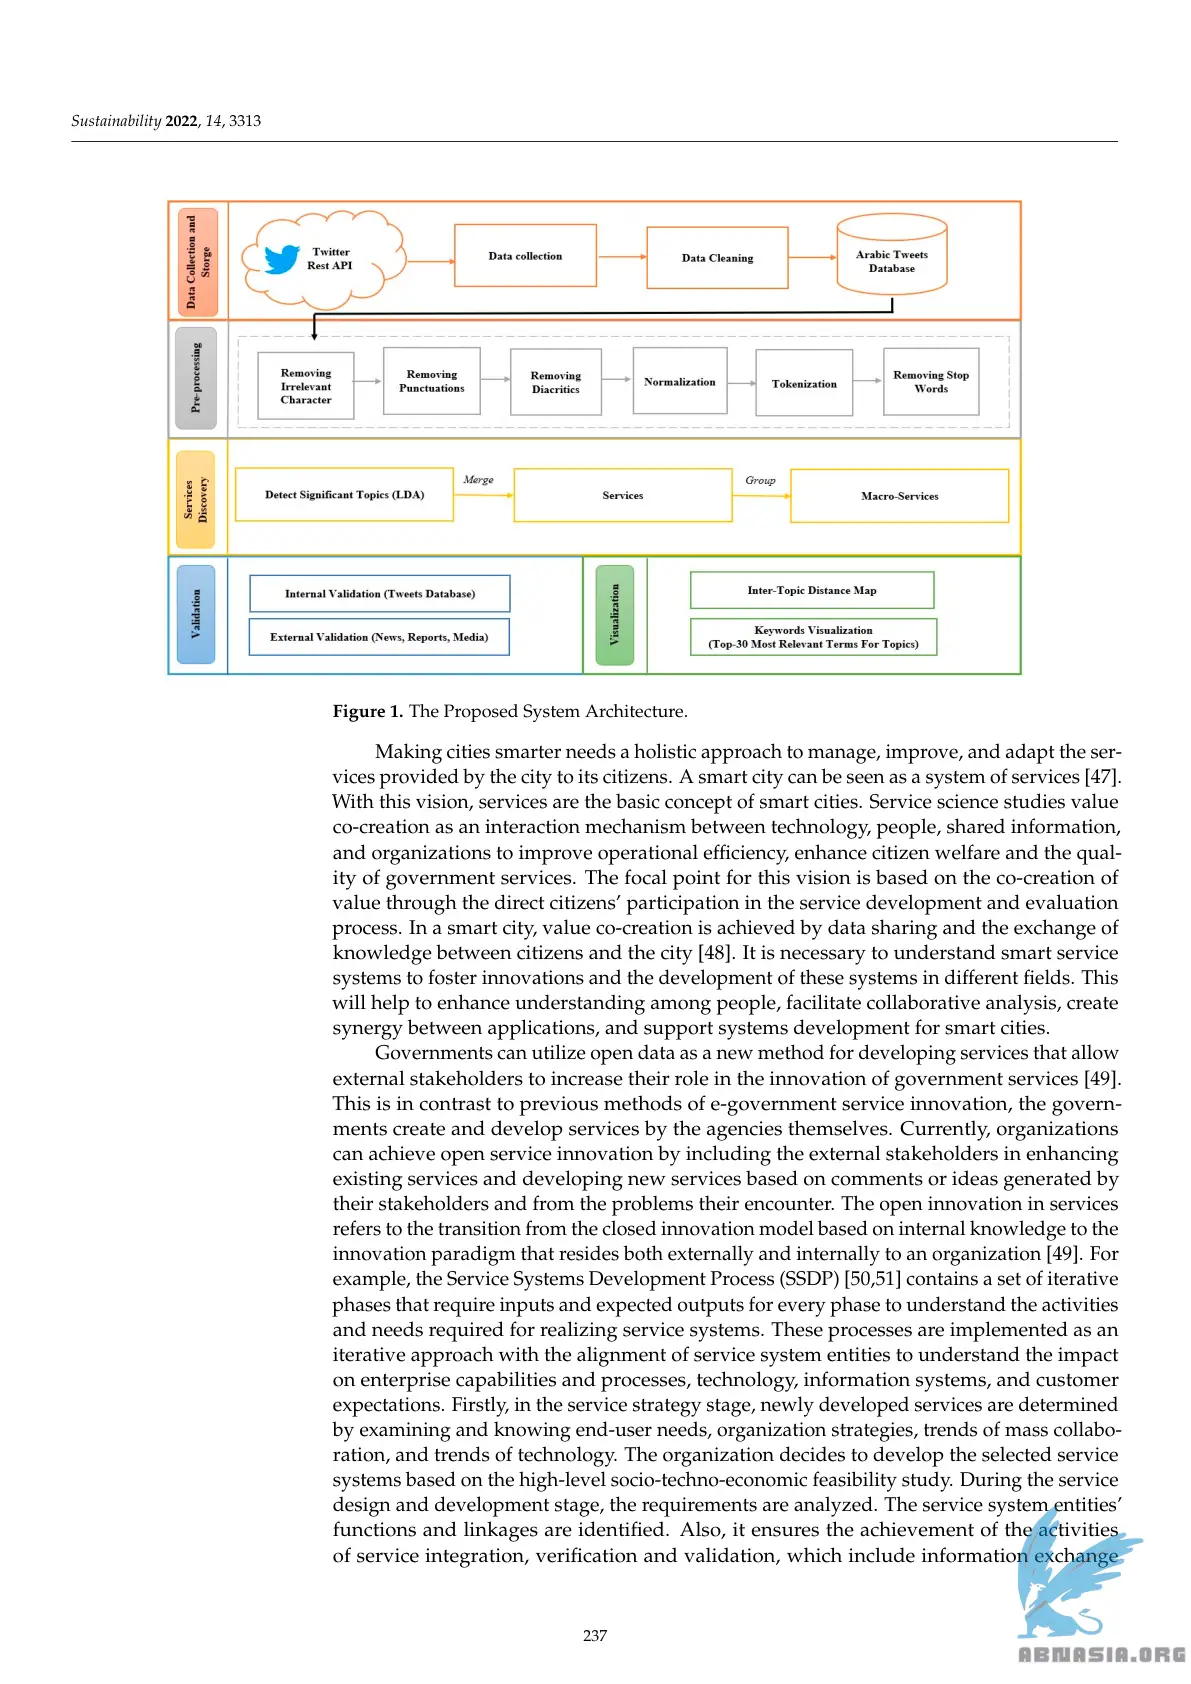 Sustainability 2022, 14, 3313
Data Collection and
Storge
Twitter
Rest API
Data collection
Data Cleaning
Arabic Tweets
Database
Pre-processing
Removing
Irrelevant
Character
Removing
Punctuations
Removing
Diacritics
Normalization
Tokenization
Removing Stop
Words
Services
Discovery
Detect Significant Topics (LDA)
Merge
Services
Group
Macro-Services
Validation
Internal Validation (Tweets Database)
External Validation (News, Reports, Media)
Visualization
Inter-Topic Distance Map
Keywords Visualization
(Top-30 Most Relevant Terms For Topics)
Figure 1. The Proposed System Architecture.
Making cities smarter needs a holistic approach to manage, improve, and adapt the ser-
vices provided by the city to its citizens. A smart city can be seen as a system of services [47].
With this vision, services are the basic concept of smart cities. Service science studies value
co-creation as an interaction mechanism between technology, people, shared information,
and organizations to improve operational efficiency, enhance citizen welfare and the qual-
ity of government services. The focal point for this vision is based on the co-creation of
value through the direct citizens' participation in the service development and evaluation
process. In a smart city, value co-creation is achieved by data sharing and the exchange of
knowledge between citizens and the city [48]. It is necessary to understand smart service
systems to foster innovations and the development of these systems in different fields. This
will help to enhance understanding among people, facilitate collaborative analysis, create
synergy between applications, and support systems development for smart cities.
Governments can utilize open data as a new method for developing services that allow
external stakeholders to increase their role in the innovation of government services [49].
This is in contrast to previous methods of e-government service innovation, the govern-
ments create and develop services by the agencies themselves. Currently, organizations
can achieve open service innovation by including the external stakeholders in enhancing
existing services and developing new services based on comments or ideas generated by
their stakeholders and from the problems their encounter. The open innovation in services
refers to the transition from the closed innovation model based on internal knowledge to the
innovation paradigm that resides both externally and internally to an organization [49]. For
example, the Service Systems Development Process (SSDP) [50,51] contains a set of iterative
phases that require inputs and expected outputs for every phase to understand the activities
and needs required for realizing service systems. These processes are implemented as an
iterative approach with the alignment of service system entities to understand the impact
on enterprise capabilities and processes, technology, information systems, and customer
expectations. Firstly, in the service strategy stage, newly developed services are determined
by examining and knowing end-user needs, organization strategies, trends of mass collabo-
ration, and trends of technology. The organization decides to develop the selected service
systems based on the high-level socio-techno-economic feasibility study. During the service
design and development stage, the requirements are analyzed. The service system entities'
functions and linkages are identified. Also, it ensures the achievement of the activities
of service integration, verification and validation, which include information exchange
237
ABNASIA.ORG